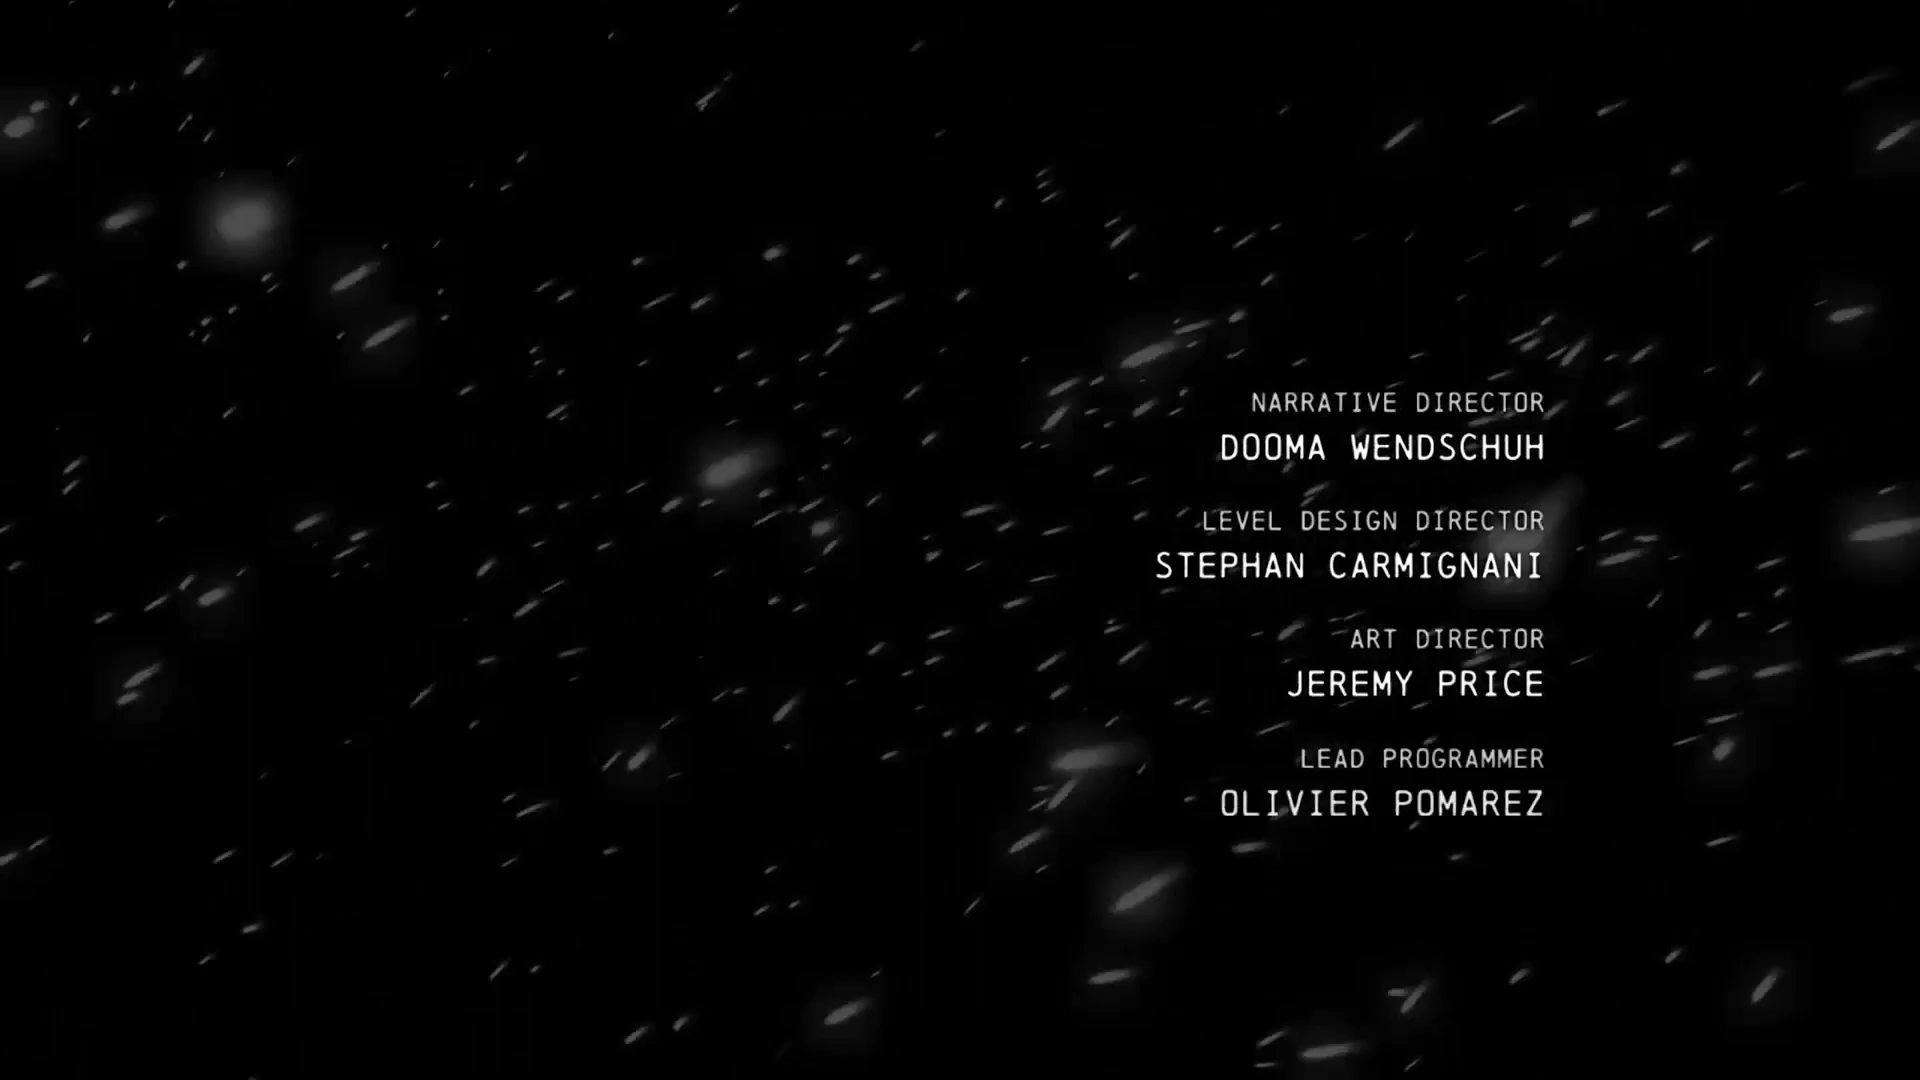 NARRATIVE DIRECTOR
DOOMA WENDSCHUH
LEVEL DESIGN DIRECTOR
STEPHAN CARMIGNANI
ART DIRECTOR
JEREMY PRICE
LEAD PROGRAMMER
OLIVIER POMAREZ